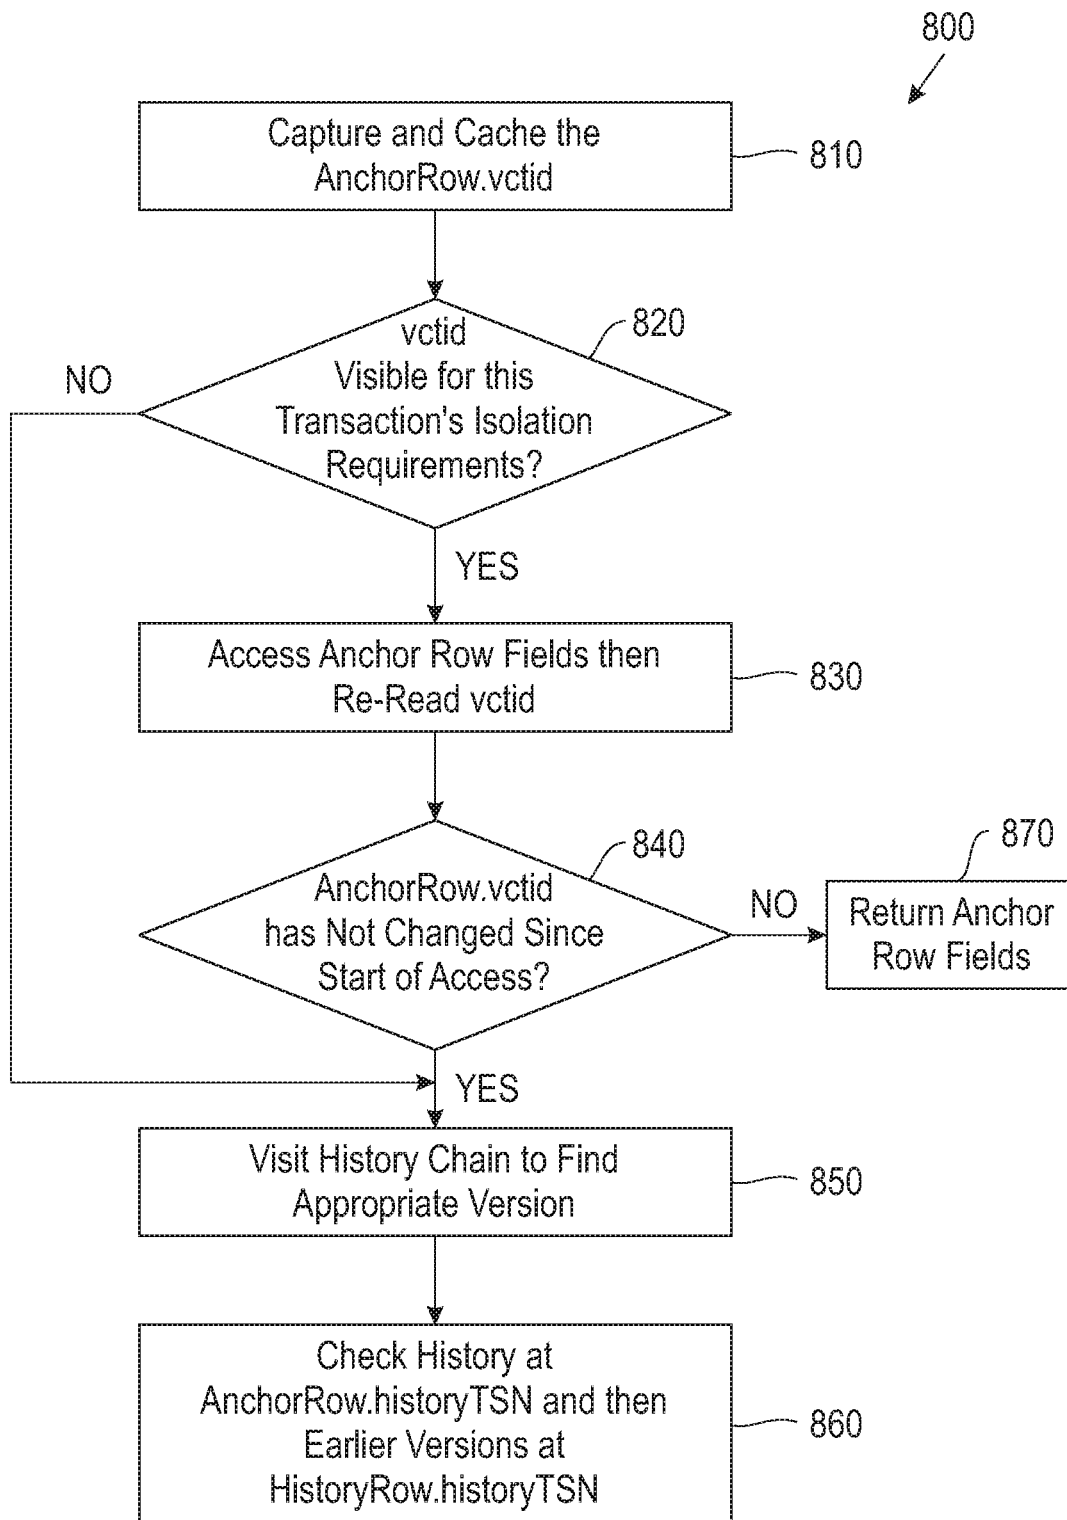 800
Capture and Cache the
AnchorRow.vctid
810
vctid
Visible for this
Transaction's Isolation
Requirements?
820
NO
YES
Access Anchor Row Fields then
Re-Read vctid
830
AnchorRow.vctid
has Not Changed Since
Start of Access?
840
NO
870
Return Anchor
Row Fields
YES
Visit History Chain to Find
Appropriate Version
850
Check History at
AnchorRow.historyTSN and then
Earlier Versions at
HistoryRow.historyTSN
860